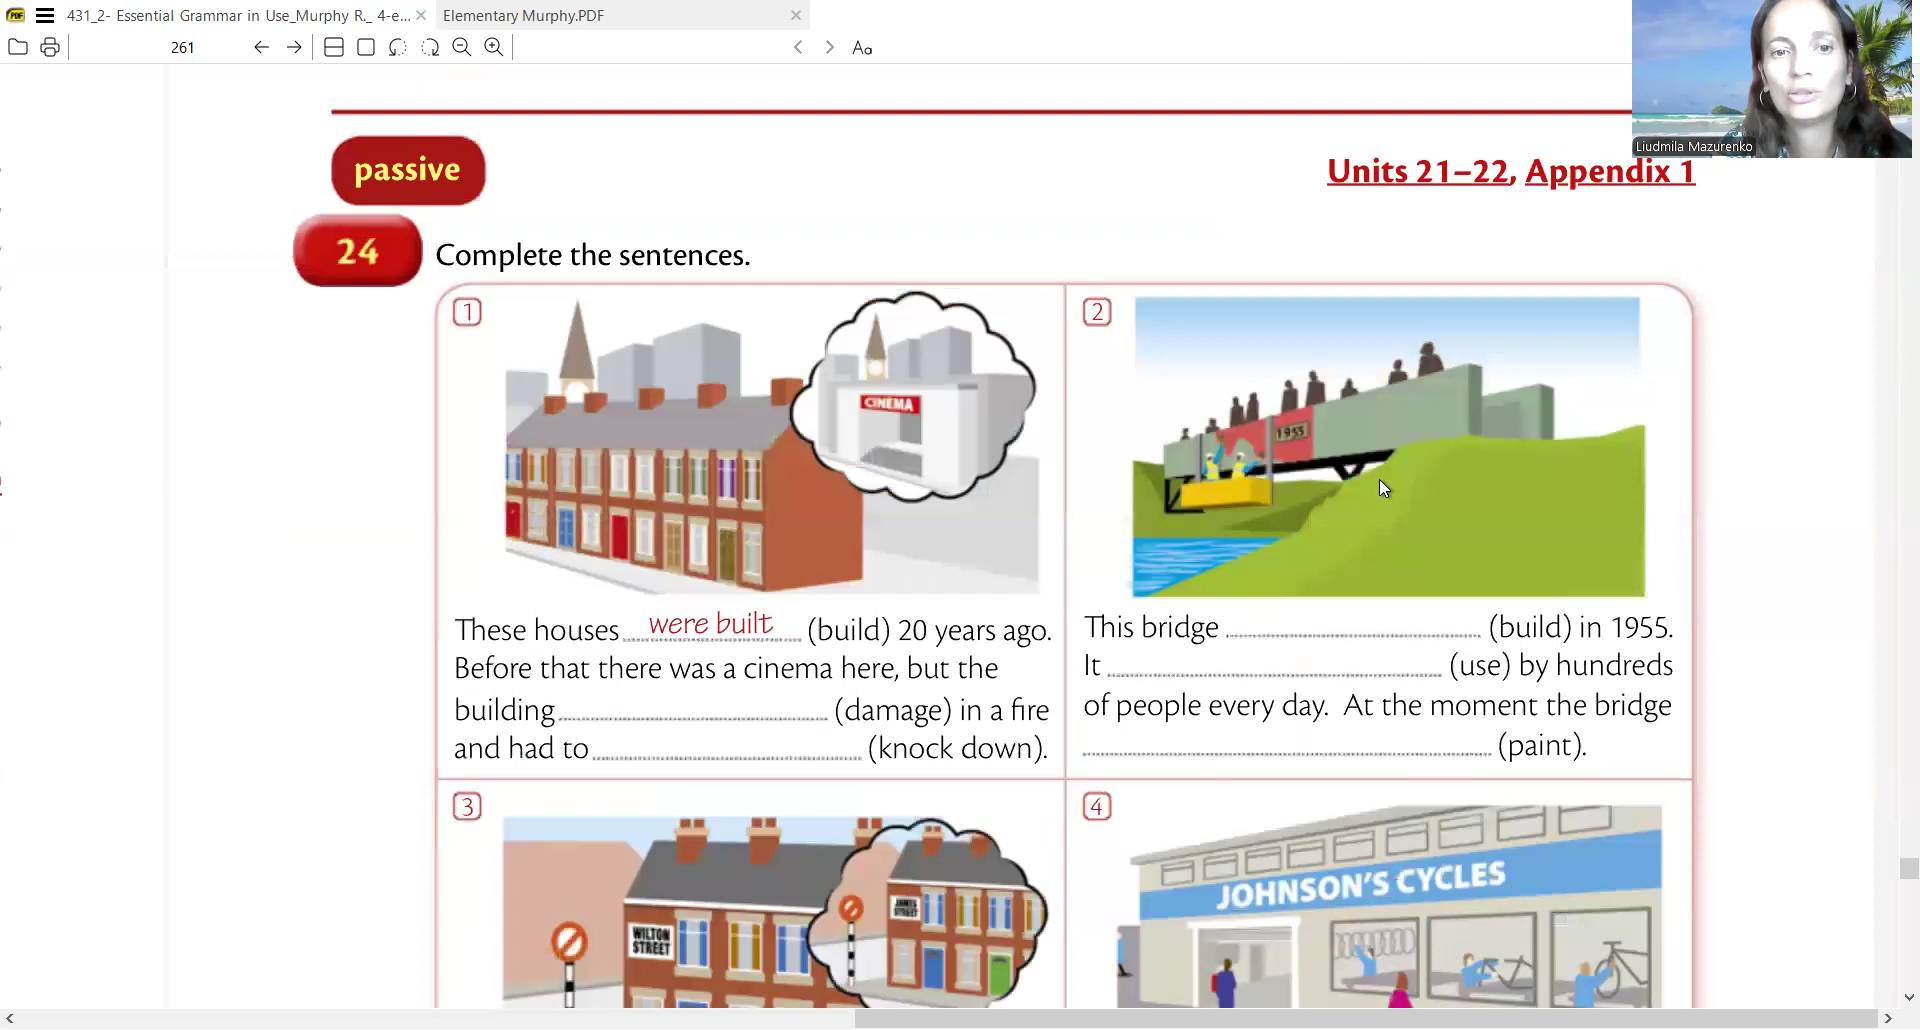 431_2- Essential Grammar in Use_Murphy R._ 4-e...
Elementary Murphy.PDF
261
Aa
Liudmila Mazurenko
passive
Units 21–22, Appendix 1
24
Complete the sentences.
1
CINEMA
These houses were built (build) 20 years ago.
Before that there was a cinema here, but the
building (damage) in a fire
and had to (knock down).
2
1955
This bridge (build) in 1955.
It (use) by hundreds
of people every day. At the moment the bridge
(paint).
3
WILTON
STREET
JAMES
STREET
4
JOHNSON'S CYCLES